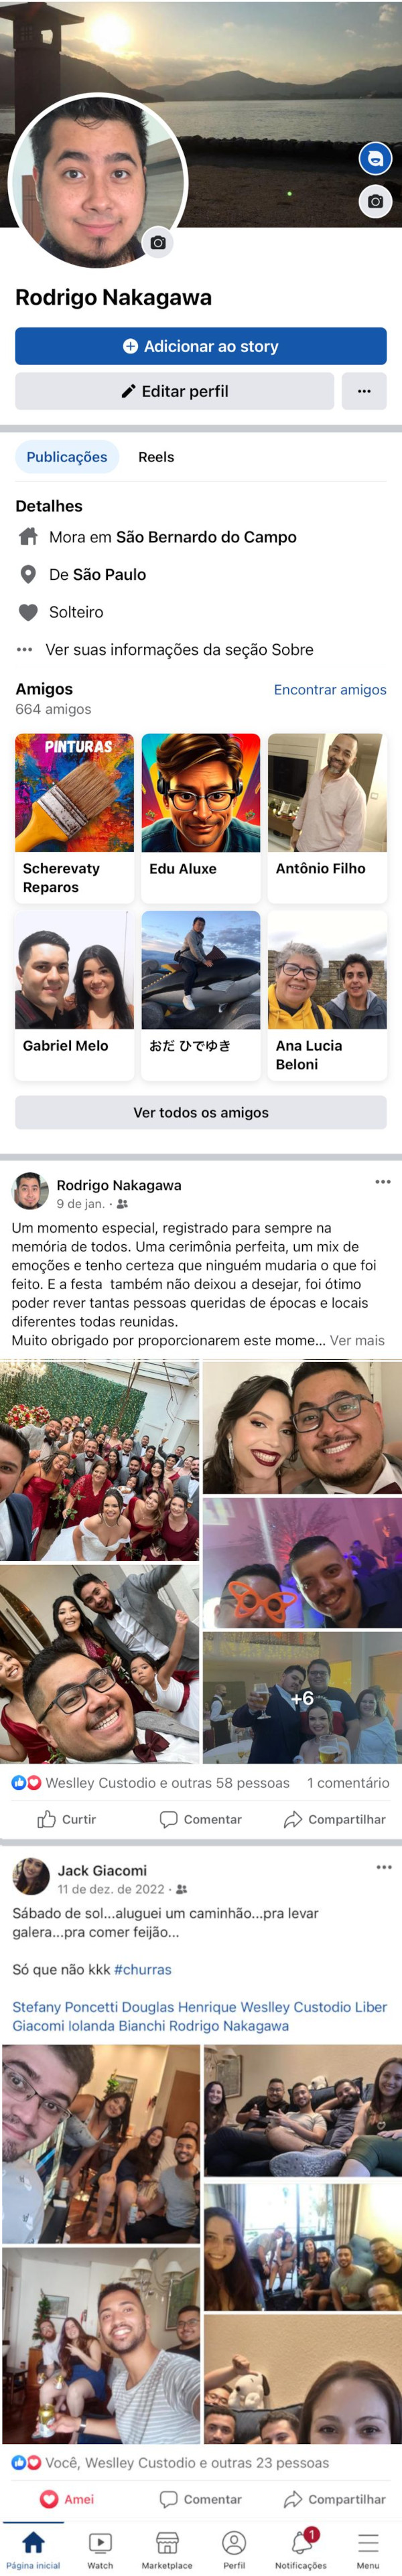 Rodrigo Nakagawa
Adicionar ao story
Editar perfil
Publicações Reels
Detalhes
Mora em São Bernardo do Campo
De São Paulo
Solteiro
Ver suas informações da seção Sobre
Amigos Encontrar amigos
664 amigos
PINTURAS
Scherevaty
Reparos
Edu Aluxe
Antônio Filho
Gabriel Melo
おだ ひでゆき
Ana Lucia
Beloni
Ver todos os amigos
Rodrigo Nakagawa
9 de jan. ·
Um momento especial, registrado para sempre na
memória de todos. Uma cerimônia perfeita, um mix de
emoções e tenho certeza que ninguém mudaria o que foi
feito. E a festa também não deixou a desejar, foi ótimo
poder rever tantas pessoas queridas de épocas e locais
diferentes todas reunidas.
Muito obrigado por proporcionarem este mome... Ver mais
+6
Weslley Custodio e outras 58 pessoas 1 comentário
Curtir Comentar Compartilhar
Jack Giacomi
11 de dez. de 2022 ·
Sábado de sol...aluguei um caminhão...pra levar
galera...pra comer feijão...
Só que não kkk #churras
Stefany Poncetti Douglas Henrique Weslley Custodio Liber
Giacomi Iolanda Bianchi Rodrigo Nakagawa
Você, Weslley Custodio e outras 23 pessoas
Amei Comentar Compartilhar
1
Página inicial Watch Marketplace Perfil Notificações Menu